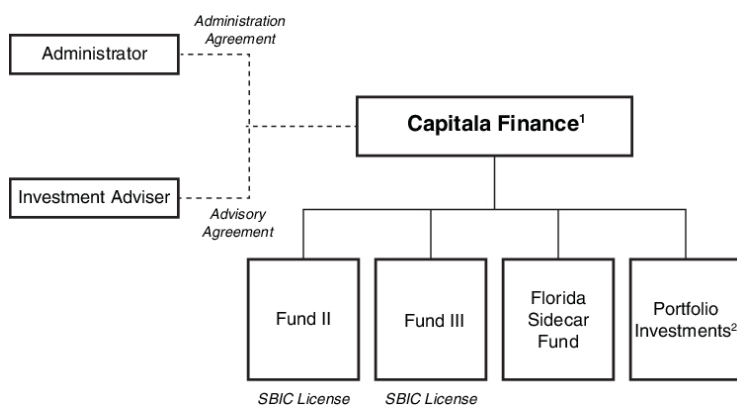 Administration
Agreement
Administrator
Capitala Finance¹
Investment Adviser
Advisory
Agreement
Fund II
Fund III
Florida
Sidecar
Fund
Portfolio
Investments²
SBIC License
SBIC License